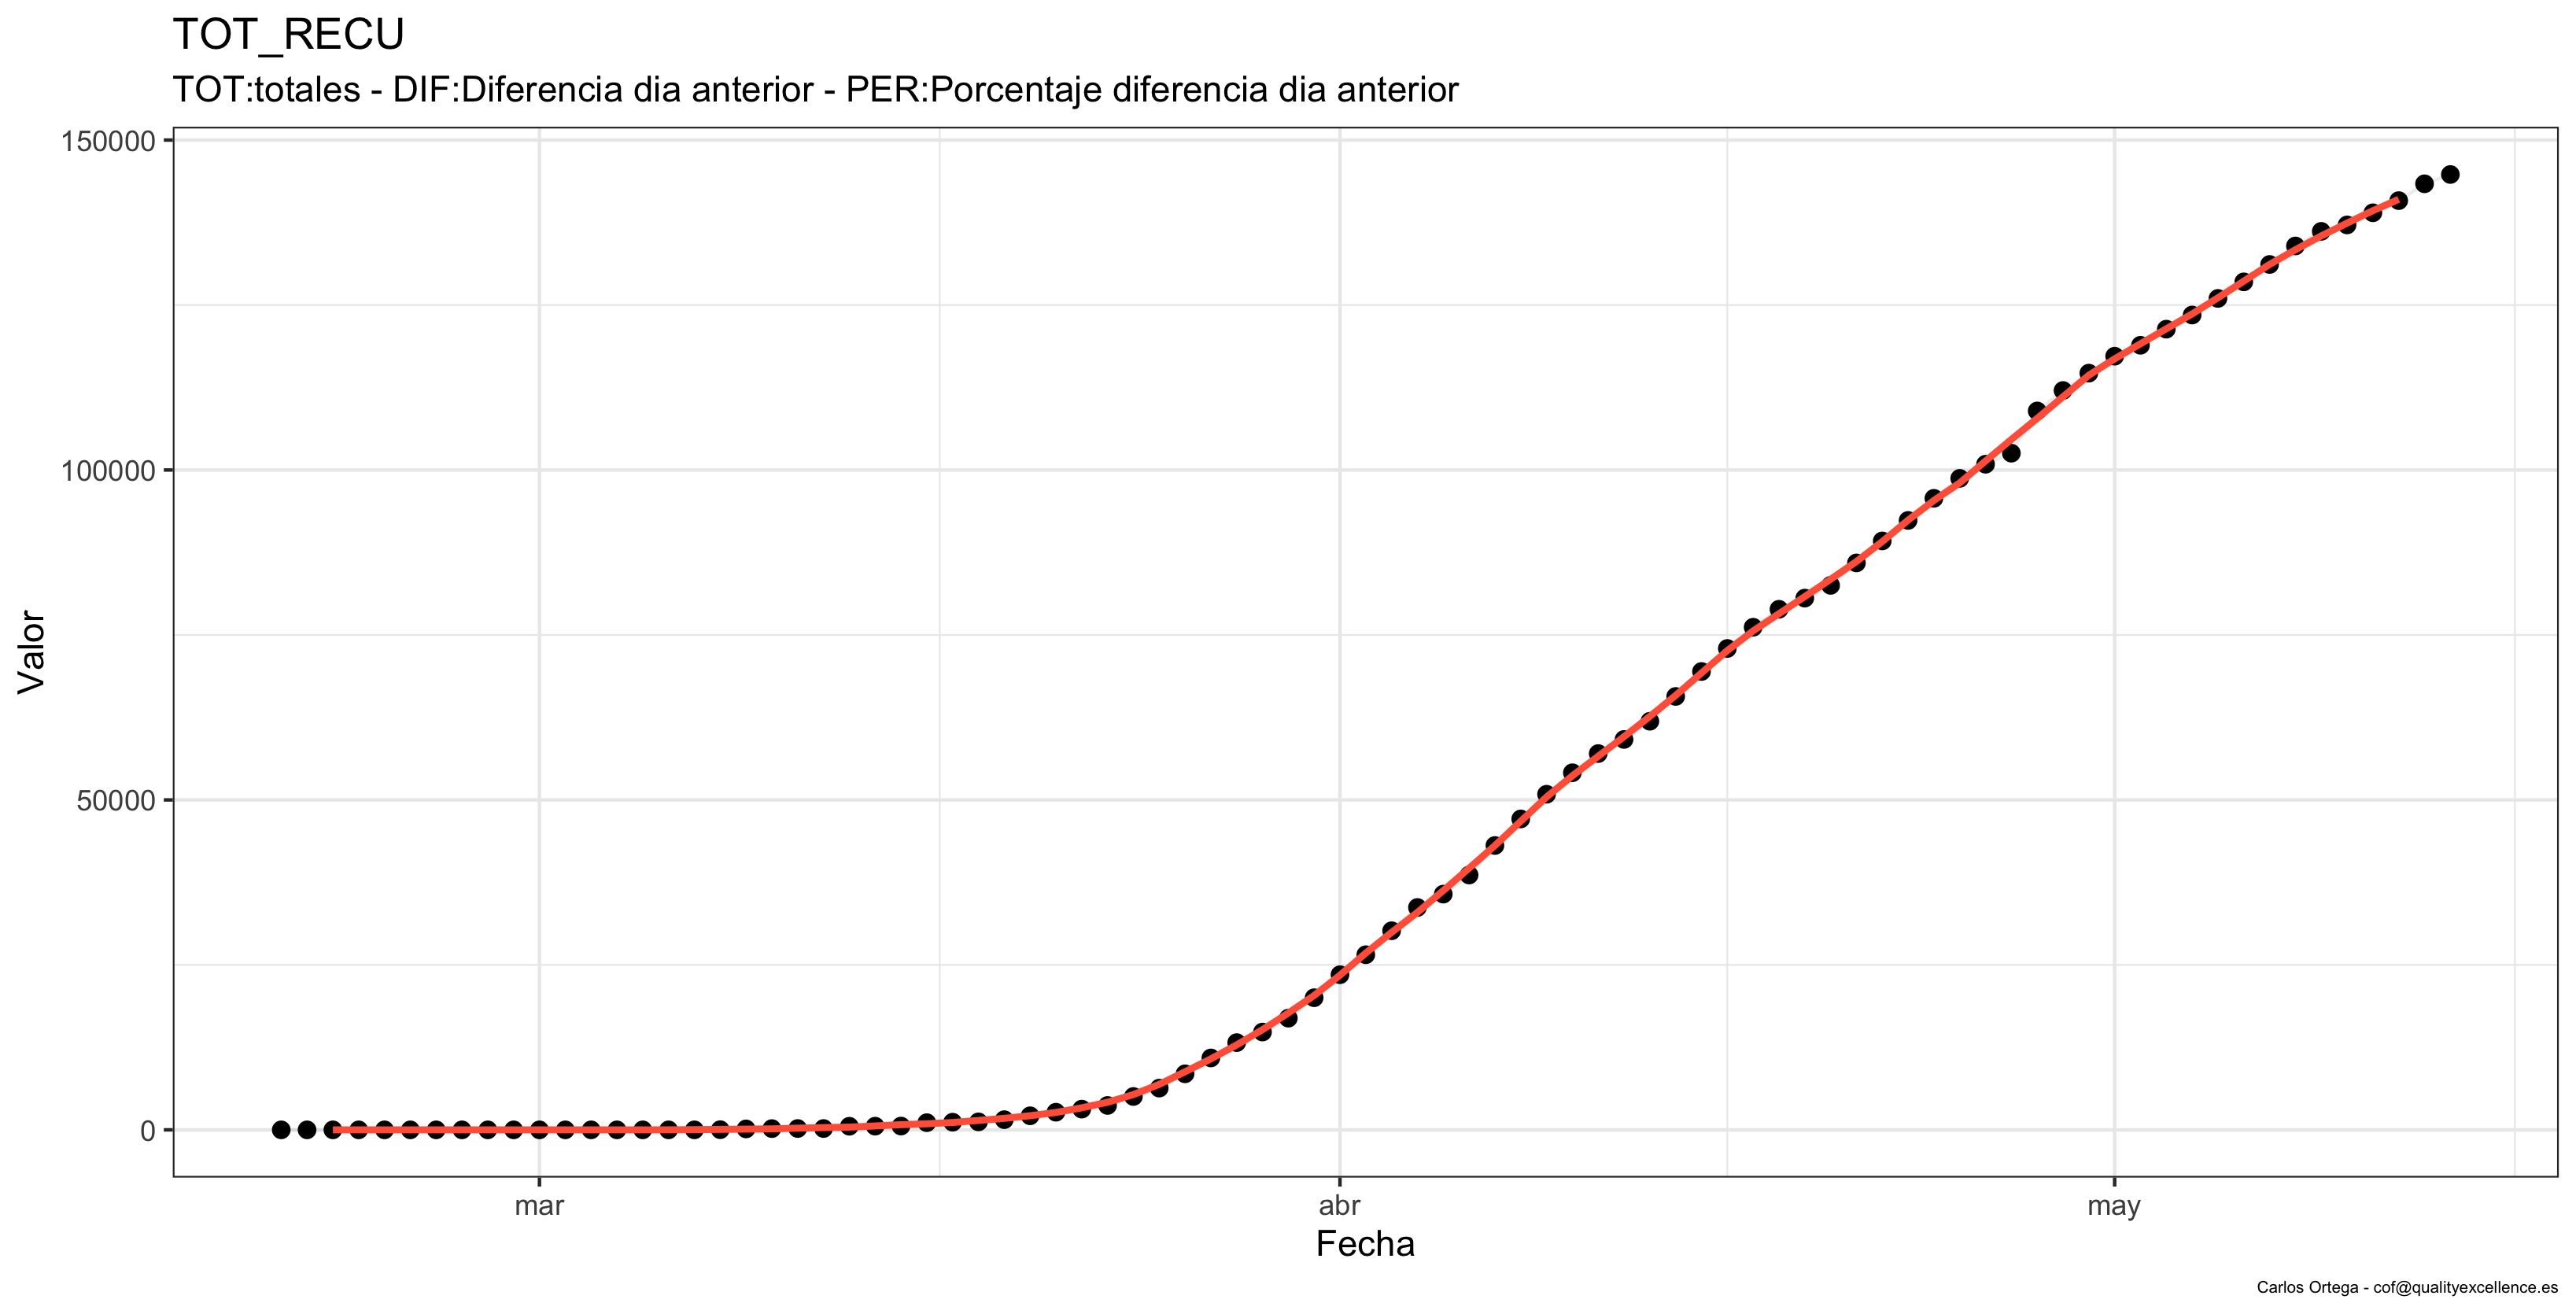 TOT_RECU
TOT:totales - DIF:Diferencia dia anterior - PER:Porcentaje diferencia dia anterior
150000
100000
50000
0
Valor
mar
abr
may
Fecha
Carlos Ortega - cof@qualityexcellence.es